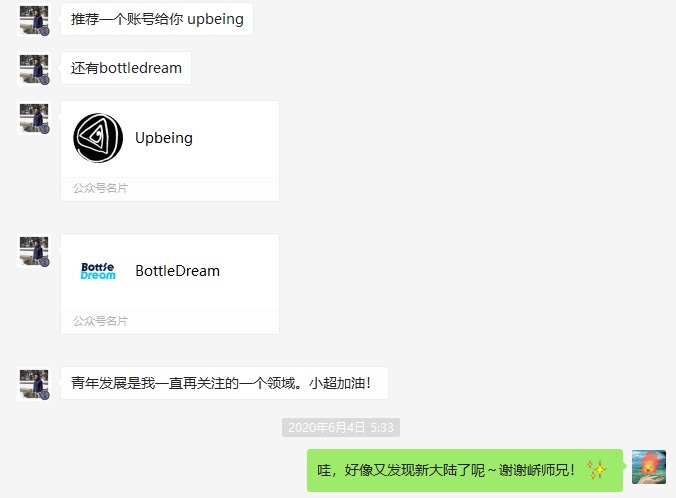 推荐一个账号给你 upbeing
还有bottledream
Upbeing
公众号名片
Bottle
Dream
BottleDream
公众号名片
青年发展是我一直再关注的一个领域。小超加油！
2020年6月4日 5:33
哇，好像又发现新大陆了呢～谢谢峤师兄！✨